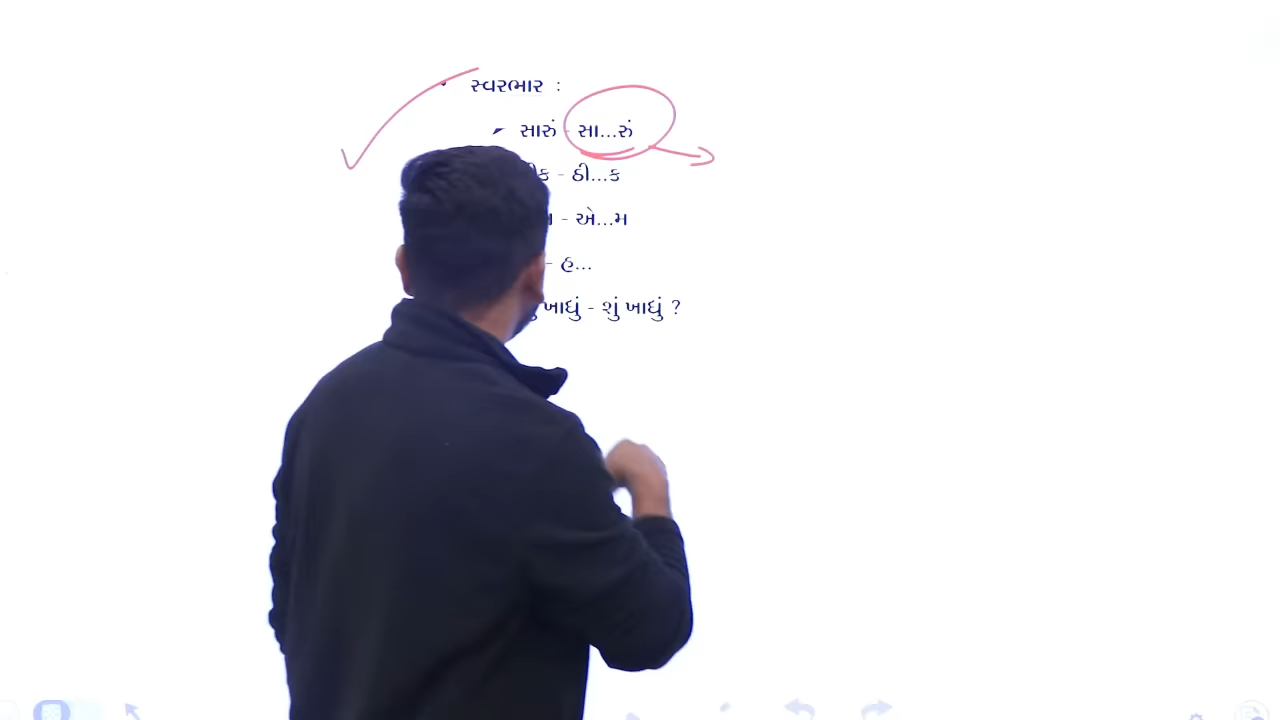 • સ્વરભાર :
સારું - સા...રું
- ઠી...ક
- એ...મ
- હ...
ખાધું - શું ખાધું ?